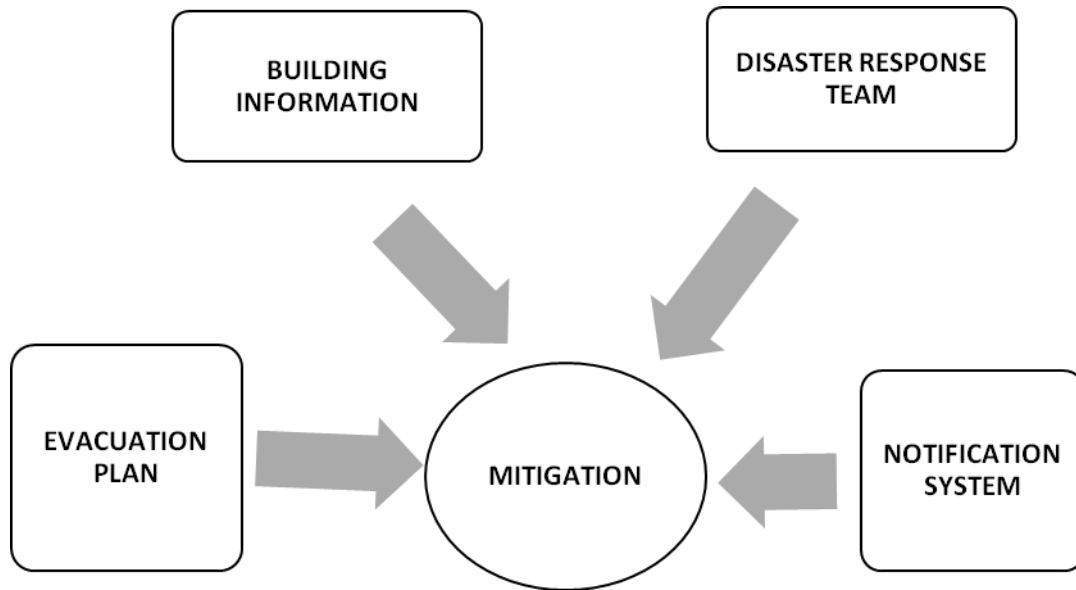 BUILDING
INFORMATION
DISASTER RESPONSE
TEAM
EVACUATION
PLAN
MITIGATION
NOTIFICATION
SYSTEM